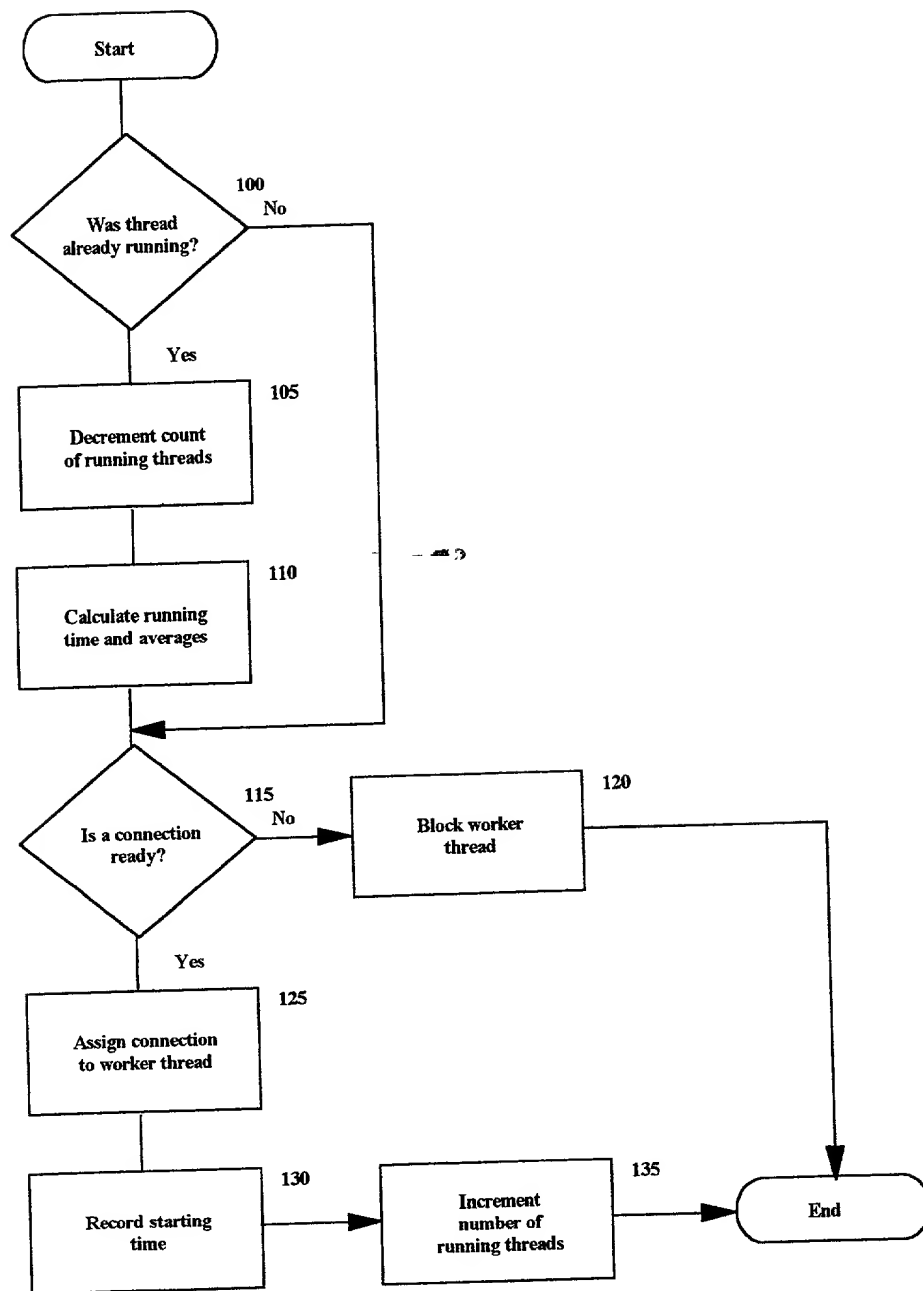 Start
100
No
Was thread
already running?
Yes
105
Decrement count
of running threads
110
Calculate running
time and averages
115
No
Is a connection
ready?
120
Block worker
thread
Yes
125
Assign connection
to worker thread
130
Record starting
time
135
Increment
number of
running threads
End